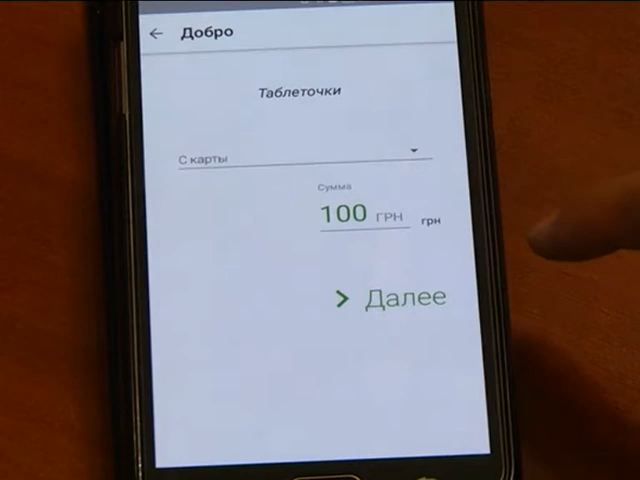 Добро
Таблеточки
С карты
Сумма
100 ГРН грн
Далее